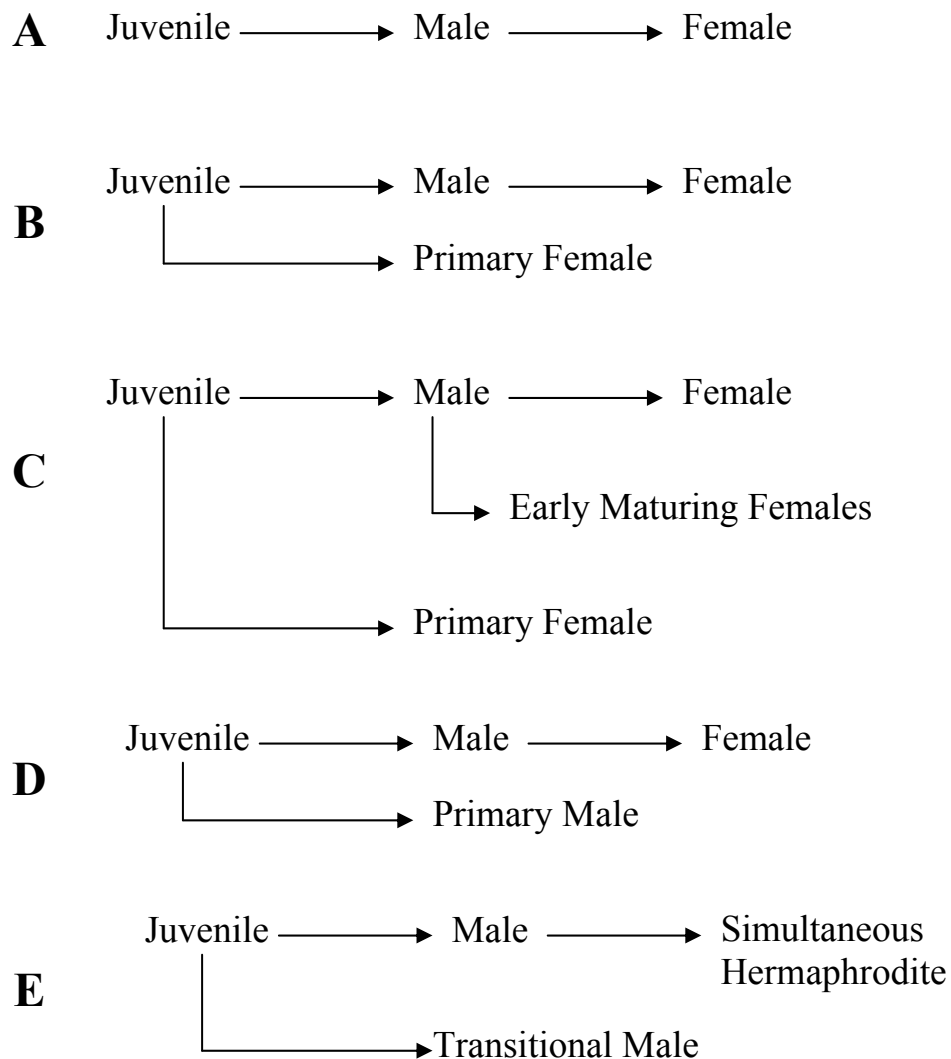 A Juvenile Male Female
Juvenile Male Female
B
Primary Female
Juvenile Male Female
C
Early Maturing Females
Primary Female
Juvenile Male Female
D
Primary Male
Juvenile Male Simultaneous
Hermaphrodite
E
Transitional Male